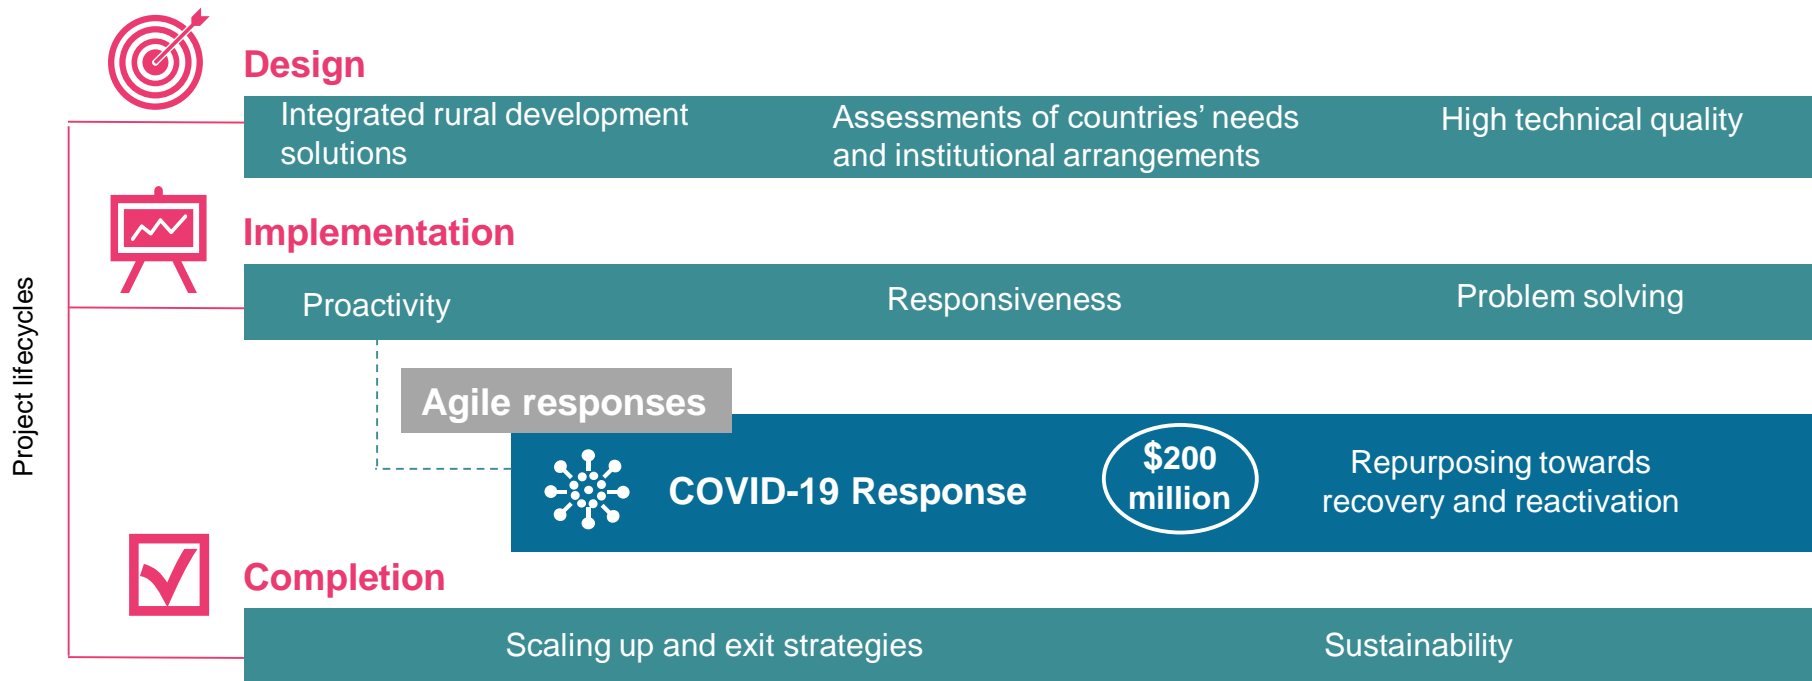 Project lifecycles
Design
Integrated rural development
solutions
Assessments of countries’ needs
and institutional arrangements
High technical quality
Implementation
Proactivity
Responsiveness
Problem solving
Agile responses
COVID-19 Response
$200
million
Repurposing towards
recovery and reactivation
Completion
Scaling up and exit strategies
Sustainability